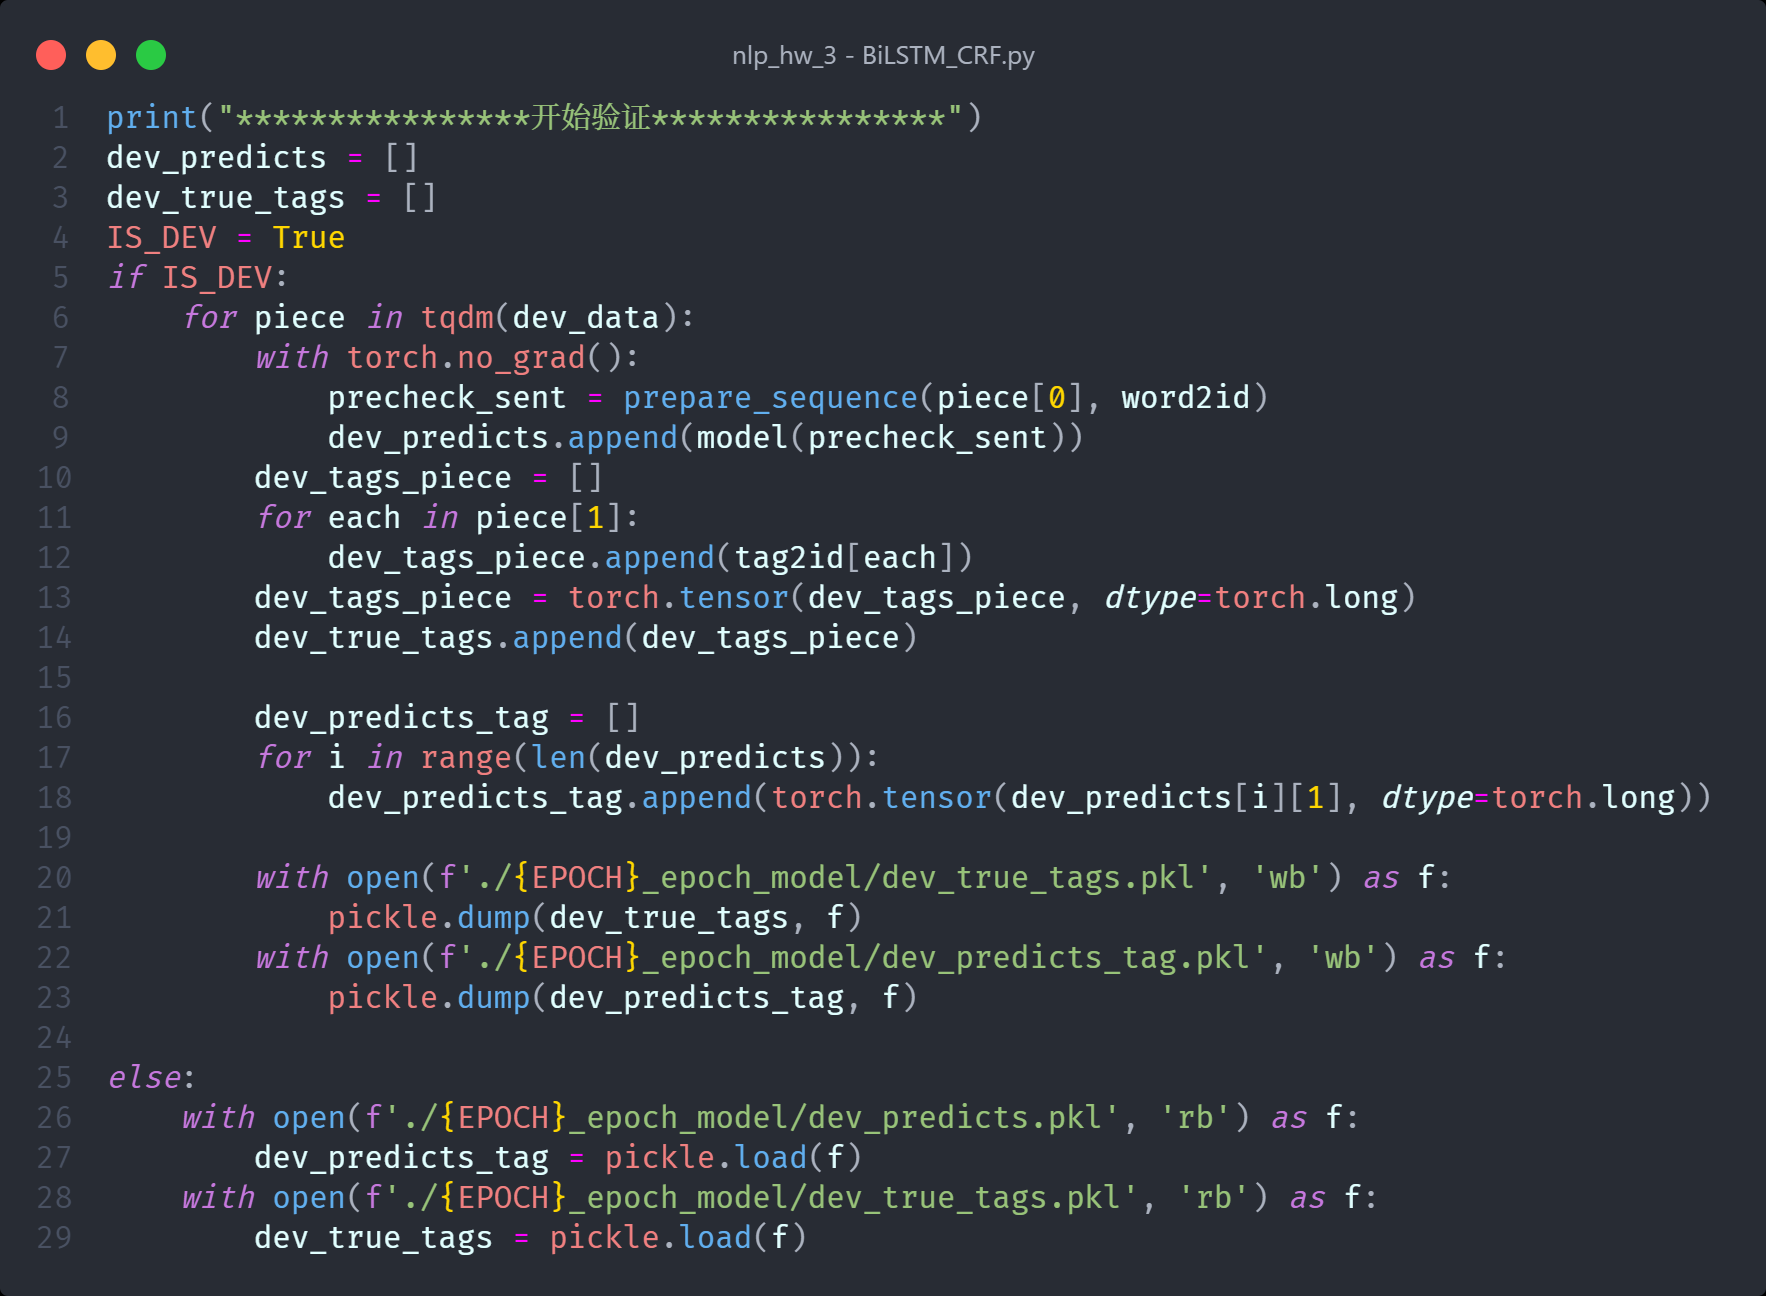 nlp_hw_3 - BiLSTM_CRF.py
1 print("****************开始验证****************")
2 dev_predicts = []
3 dev_true_tags = []
4 IS_DEV = True
5 if IS_DEV:
6     for piece in tqdm(dev_data):
7         with torch.no_grad():
8             precheck_sent = prepare_sequence(piece[0], word2id)
9             dev_predicts.append(model(precheck_sent))
10         dev_tags_piece = []
11         for each in piece[1]:
12             dev_tags_piece.append(tag2id[each])
13         dev_tags_piece = torch.tensor(dev_tags_piece, dtype=torch.long)
14         dev_true_tags.append(dev_tags_piece)
15
16         dev_predicts_tag = []
17         for i in range(len(dev_predicts)):
18             dev_predicts_tag.append(torch.tensor(dev_predicts[i][1], dtype=torch.long))
19
20         with open(f'./{EPOCH}_epoch_model/dev_true_tags.pkl', 'wb') as f:
21             pickle.dump(dev_true_tags, f)
22         with open(f'./{EPOCH}_epoch_model/dev_predicts_tag.pkl', 'wb') as f:
23             pickle.dump(dev_predicts_tag, f)
24
25 else:
26     with open(f'./{EPOCH}_epoch_model/dev_predicts.pkl', 'rb') as f:
27         dev_predicts_tag = pickle.load(f)
28     with open(f'./{EPOCH}_epoch_model/dev_true_tags.pkl', 'rb') as f:
29         dev_true_tags = pickle.load(f)